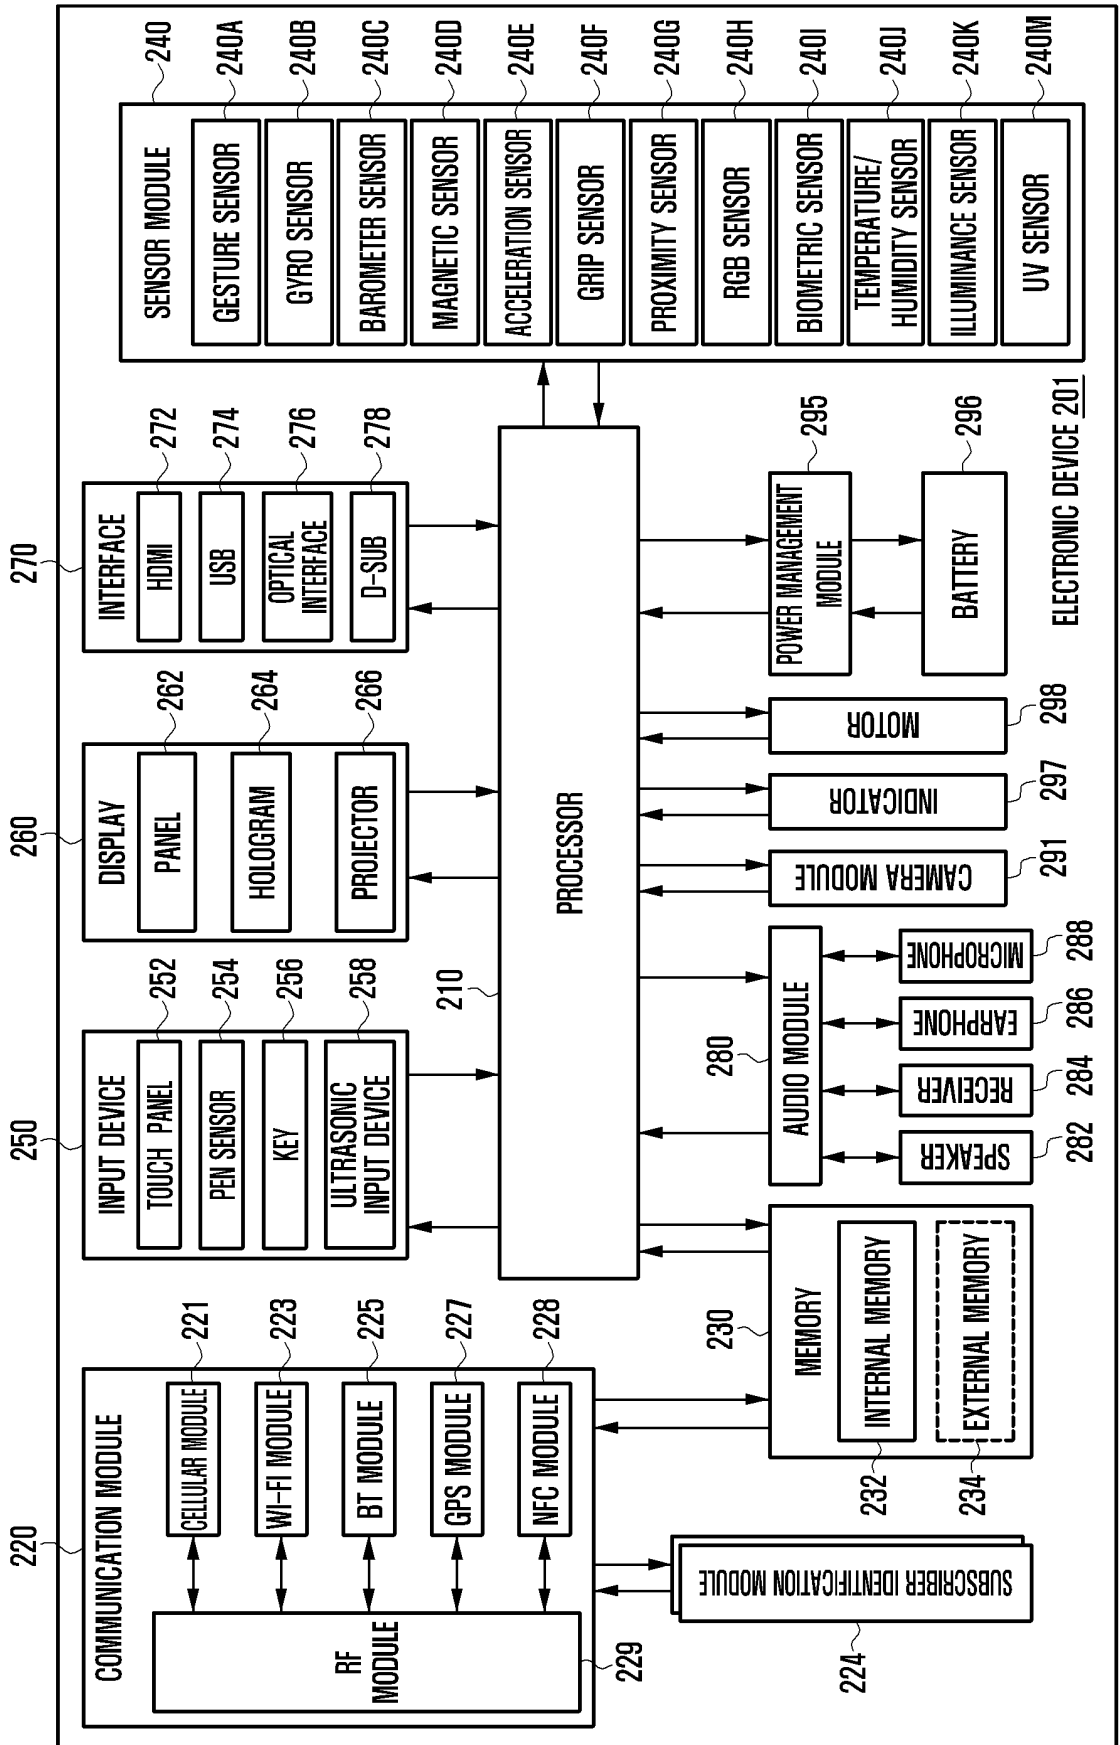 220
COMMUNICATION MODULE
CELLULAR MODULE
221
WI-FI MODULE
223
BT MODULE
225
GPS MODULE
227
NFC MODULE
228
RF
MODULE
229
SUBSCRIBER IDENTIFICATION MODULE
224
250
INPUT DEVICE
TOUCH PANEL
252
PEN SENSOR
254
KEY
256
ULTRASONIC
INPUT DEVICE
258
260
DISPLAY
PANEL
262
HOLOGRAM
264
PROJECTOR
266
270
INTERFACE
HDMI
272
USB
274
OPTICAL
INTERFACE
276
D-SUB
278
SENSOR MODULE
240
GESTURE SENSOR
240A
GYRO SENSOR
240B
BAROMETER SENSOR
240C
MAGNETIC SENSOR
240D
ACCELERATION SENSOR
240E
GRIP SENSOR
240F
PROXIMITY SENSOR
240G
RGB SENSOR
240H
BIOMETRIC SENSOR
240I
TEMPERATURE/
HUMIDITY SENSOR
240J
ILLUMINANCE SENSOR
240K
UV SENSOR
240M
210
PROCESSOR
230
MEMORY
INTERNAL MEMORY
232
EXTERNAL MEMORY
234
280
AUDIO MODULE
SPEAKER
282
RECEIVER
284
EARPHONE
286
MICROPHONE
288
CAMERA MODULE
291
INDICATOR
297
MOTOR
298
POWER MANAGEMENT
MODULE
295
BATTERY
296
ELECTRONIC DEVICE 201